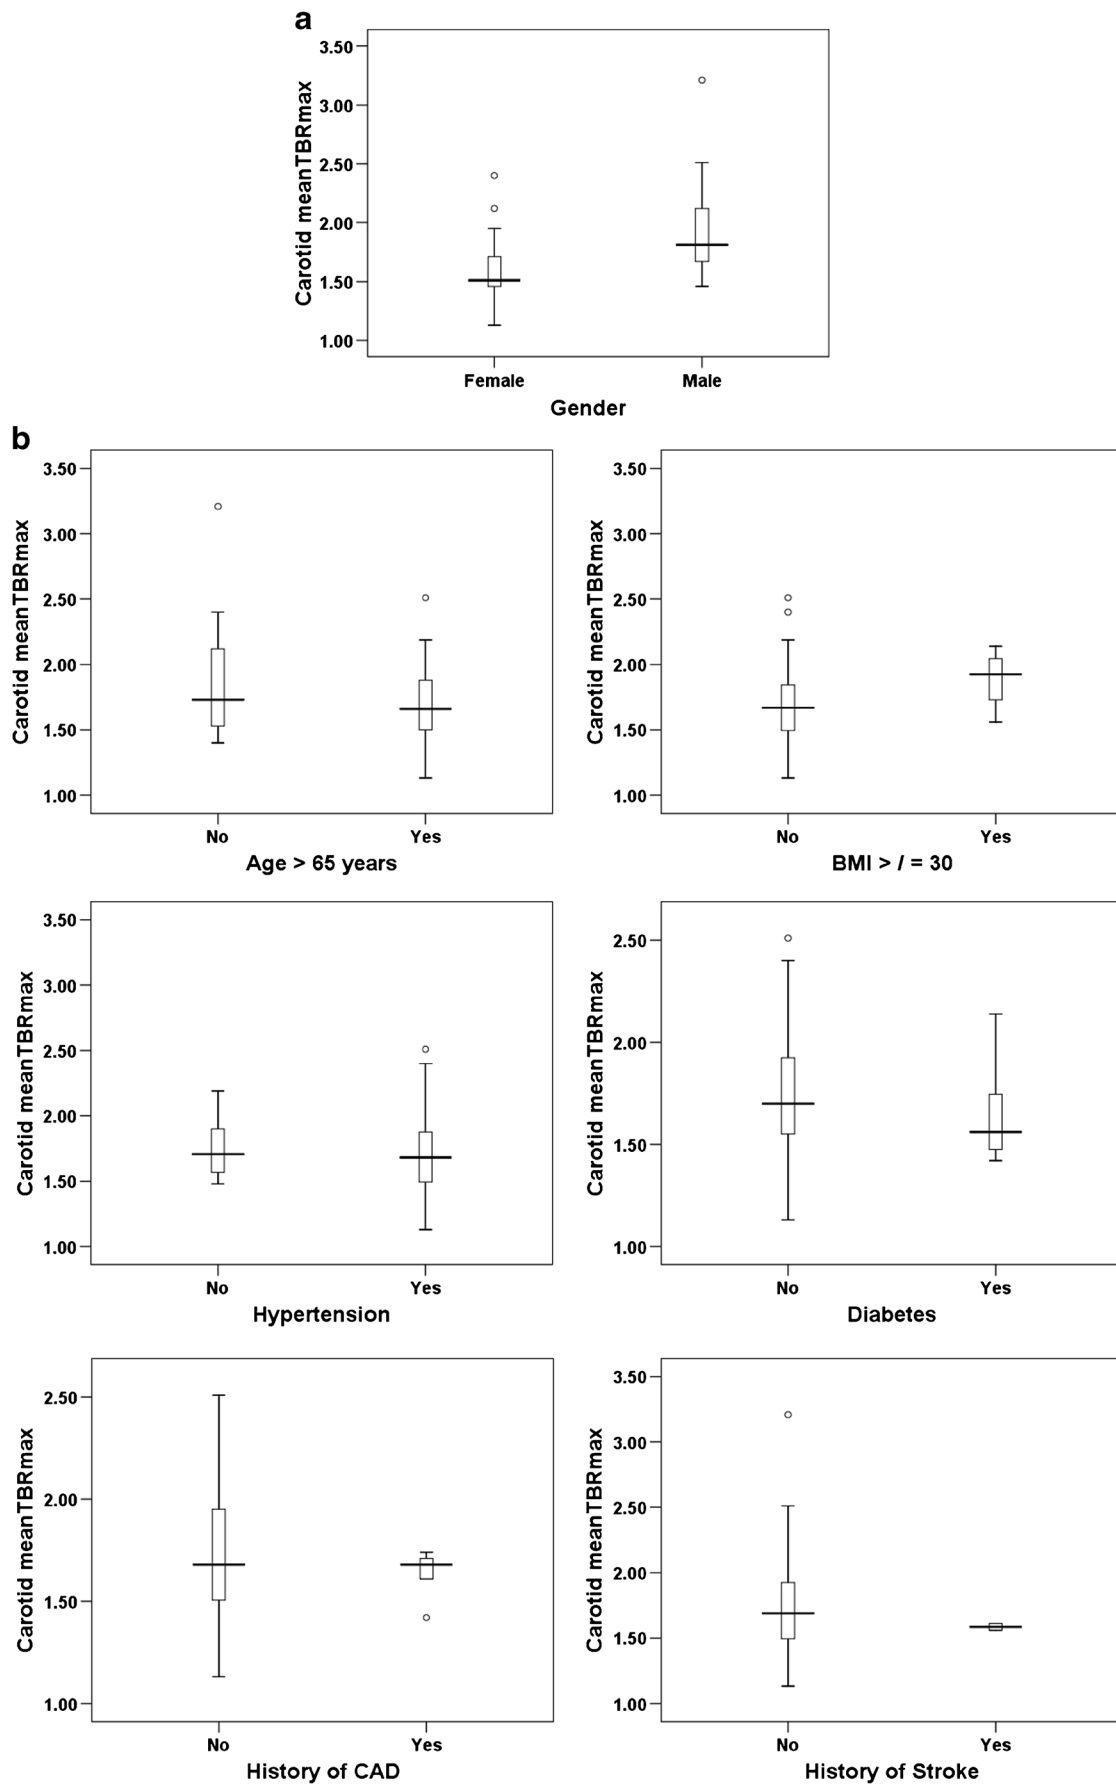 a
Carotid meanTBRmax
3.50
3.00
2.50
2.00
1.50
1.00
Female Male
Gender
b
Carotid meanTBRmax
3.50
3.00
2.50
2.00
1.50
1.00
No Yes
Age > 65 years
Carotid meanTBRmax
3.50
3.00
2.50
2.00
1.50
1.00
No Yes
BMI > / = 30
Carotid meanTBRmax
3.50
3.00
2.50
2.00
1.50
1.00
No Yes
Hypertension
Carotid meanTBRmax
2.50
2.00
1.50
1.00
No Yes
Diabetes
Carotid meanTBRmax
2.50
2.00
1.50
1.00
No Yes
History of CAD
Carotid meanTBRmax
3.50
3.00
2.50
2.00
1.50
1.00
No Yes
History of Stroke